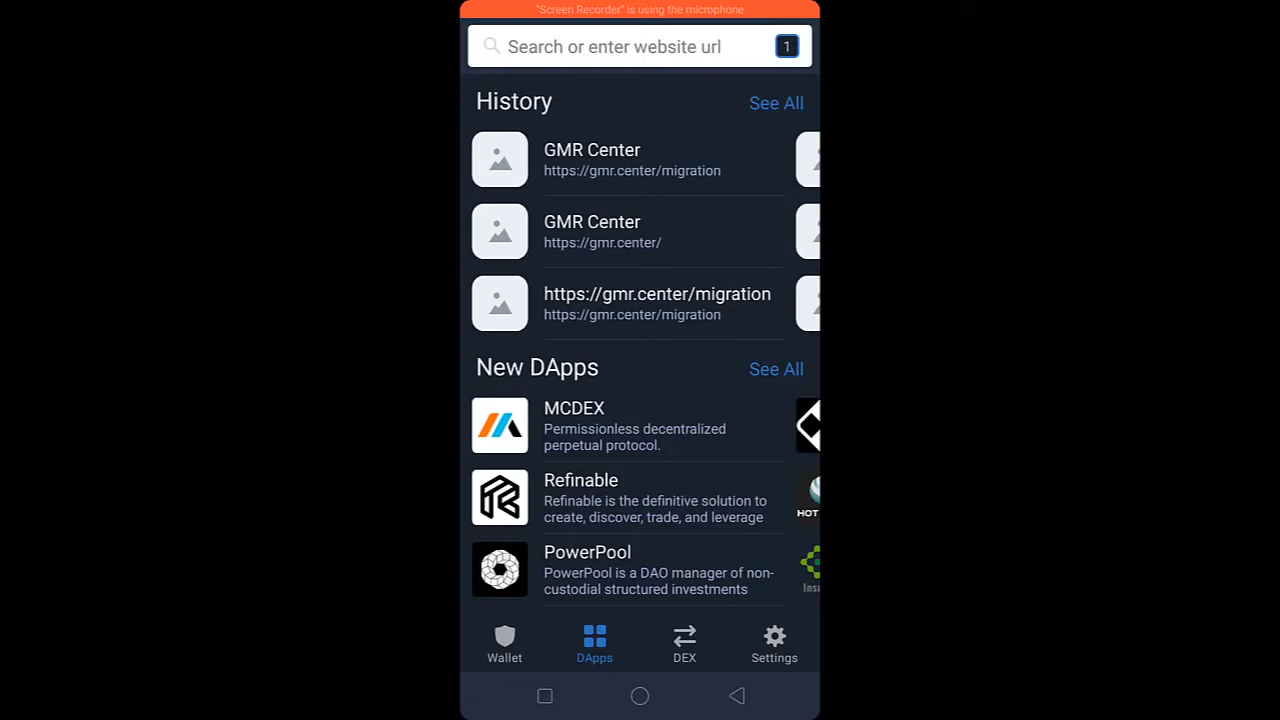 "Screen Recorder" is using the microphone
Search or enter website url
1
History
See All
GMR Center
https://gmr.center/migration
GMR Center
https://gmr.center/
https://gmr.center/migration
https://gmr.center/migration
New DApps
See All
MCDEX
Permissionless decentralized
perpetual protocol.
Refinable
Refinable is the definitive solution to
create, discover, trade, and leverage
HOT
PowerPool
PowerPool is a DAO manager of non-
custodial structured investments
Insu
Wallet
DApps
DEX
Settings